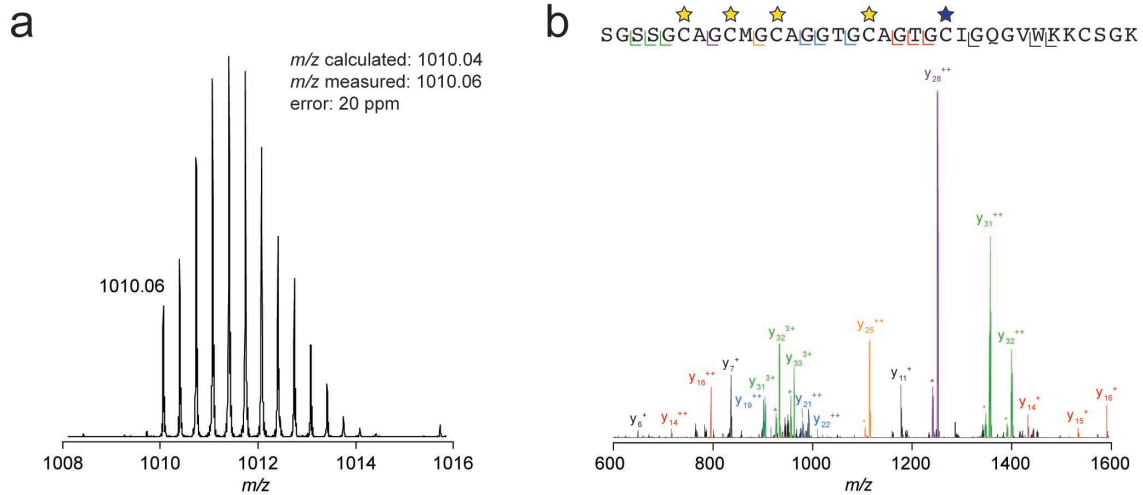 a
m/z calculated: 1010.04
m/z measured: 1010.06
error: 20 ppm
1010.06
1008 1010 1012 1014 1016
m/z
b
SGSSGCAGCMGCAGGTGCAGTGCIGQGVWKKCSGK
y28++
y31++
y32++
y25++
y32 3+
y33 3+
y31 3+
y7+
y16++
y19++
y21++
y22++
y11+
y6+
y14++
y14+
y15+
y16+
* * * * * *
600 800 1000 1200 1400 1600
m/z